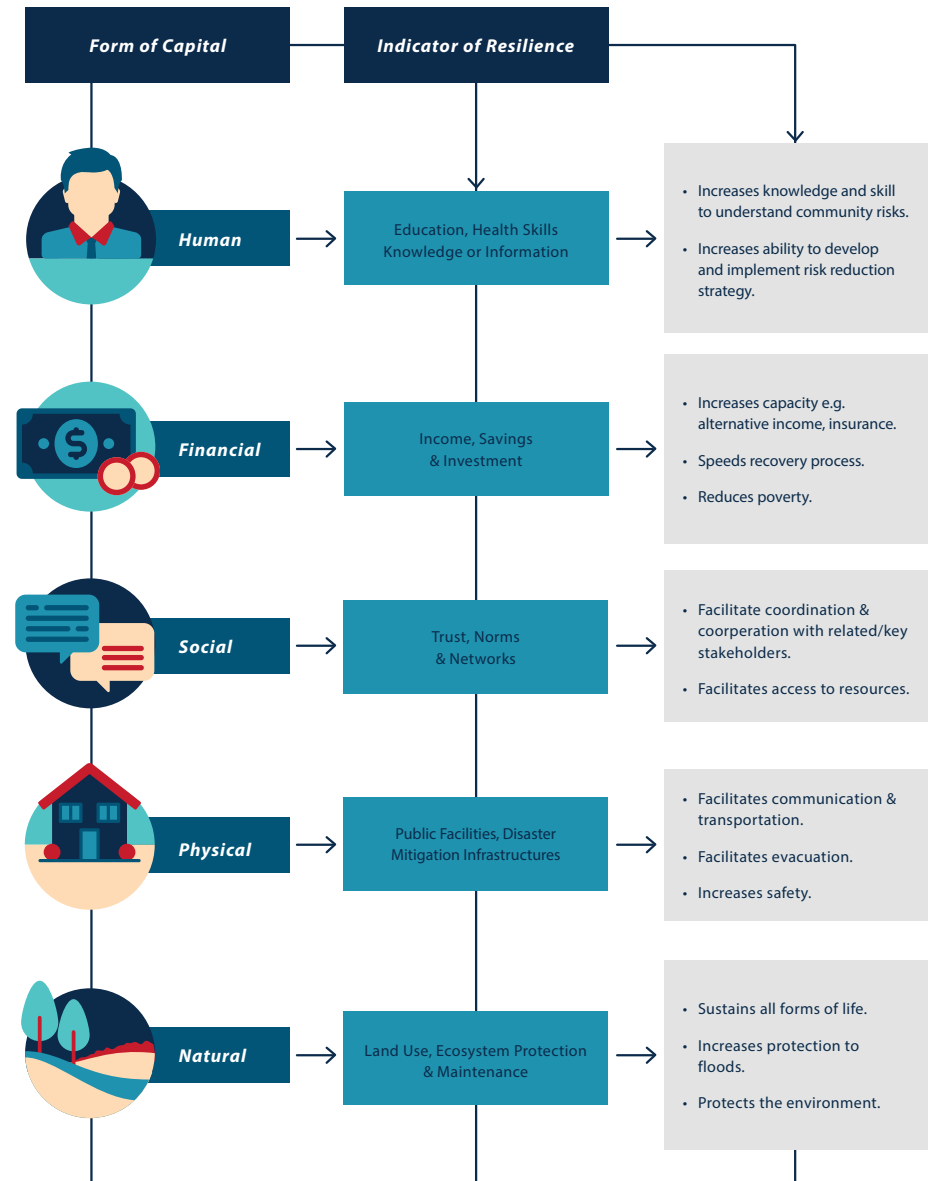 Form of Capital
Indicator of Resilience
Human
Education, Health Skills
Knowledge or Information
• Increases knowledge and skill
to understand community risks.
• Increases ability to develop
and implement risk reduction
strategy.
Financial
Income, Savings
& Investment
• Increases capacity e.g.
alternative income, insurance.
• Speeds recovery process.
• Reduces poverty.
Social
Trust, Norms
& Networks
• Facilitate coordination &
coorperation with related/key
stakeholders.
• Facilitates access to resources.
Physical
Public Facilities, Disaster
Mitigation Infrastructures
• Facilitates communication &
transportation.
• Facilitates evacuation.
• Increases safety.
Natural
Land Use, Ecosystem Protection
& Maintenance
• Sustains all forms of life.
• Increases protection to
floods.
• Protects the environment.